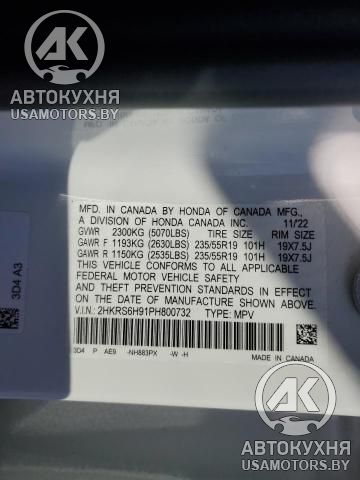 АК
АВТОКУХНЯ
USAMOTORS.BY
MFD. IN CANADA BY HONDA OF CANADA MFG.,
A DIVISION OF HONDA CANADA INC. 11/22
GVWR 2300KG (5070LBS) TIRE SIZE RIM SIZE
GAWR F 1193KG (2630LBS) 235/55R19 101H 19X7.5J
GAWR R 1150KG (2535LBS) 235/55R19 101H 19X7.5J
THIS VEHICLE CONFORMS TO ALL APPLICABLE
FEDERAL MOTOR VEHICLE SAFETY
AND THEFT PREVENTION STANDARDS IN EFFECT ON
THE DATE OF MANUFACTURE SHOWN ABOVE.
V.I.N.: 2HKRS6H91PH800732 TYPE: MPV
3D4 P AE9 -NH883PX -W -H MADE IN CANADA
3D4 A3
АК
АВТОКУХНЯ
USAMOTORS.BY